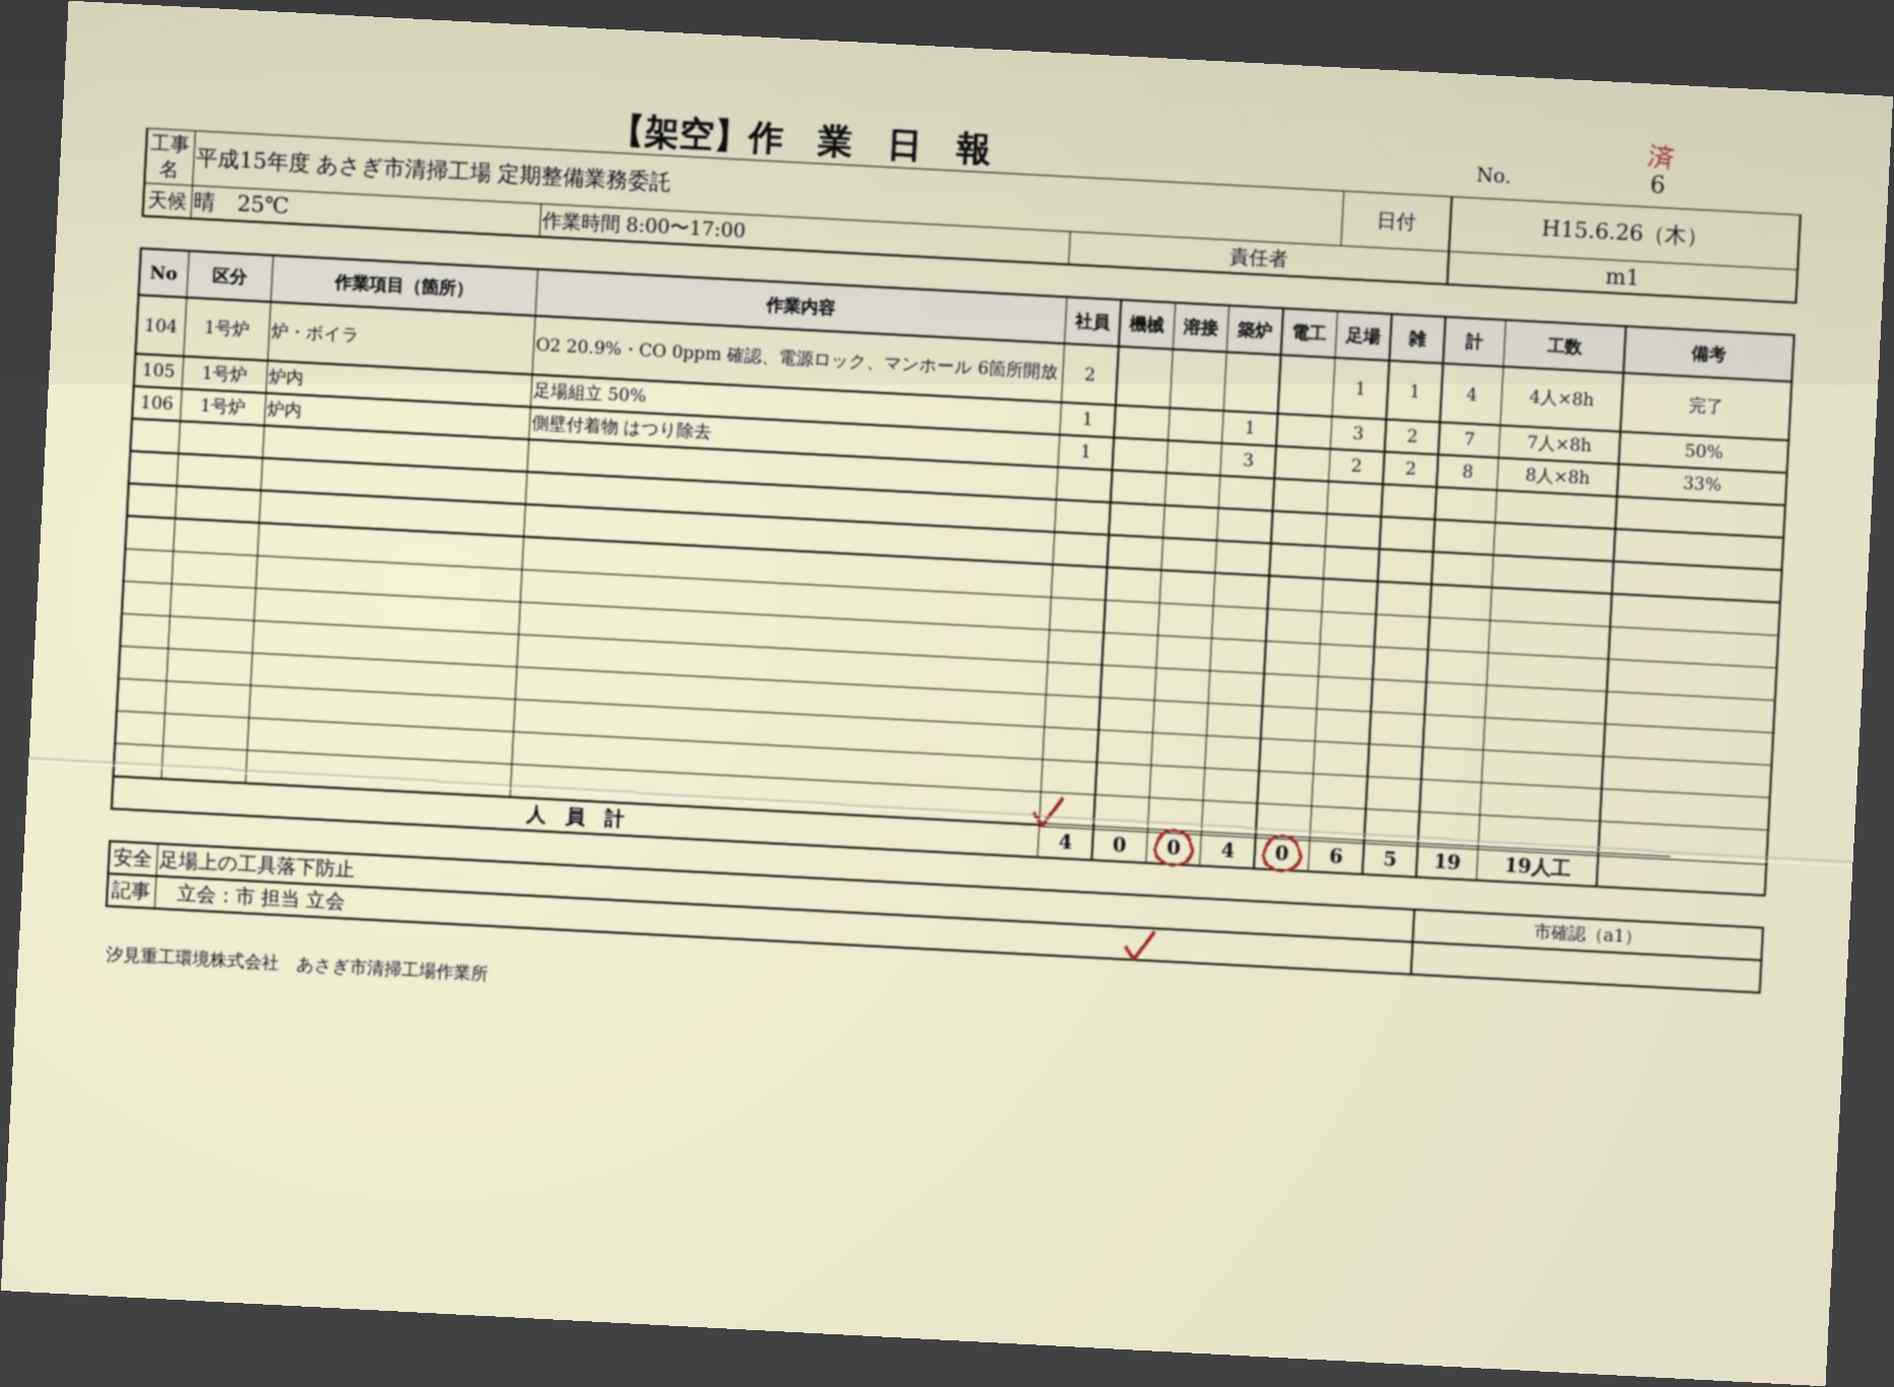 【架空】作 業 日 報
済
No. 6
工事名 平成15年度 あさぎ市清掃工場 定期整備業務委託 日付 H15.6.26（木）
天候 晴 25℃ 作業時間 8:00〜17:00 責任者 m1
No 区分 作業項目（箇所） 作業内容 社員 機械 溶接 築炉 電工 足場 雑 計 工数 備考
104 1号炉 炉・ボイラ O2 20.9%・CO 0ppm 確認、電源ロック、マンホール 6箇所開放 2 1 1 4 4人×8h 完了
105 1号炉 炉内 足場組立 50% 1 1 3 2 7 7人×8h 50%
106 1号炉 炉内 側壁付着物 はつり除去 1 3 2 2 8 8人×8h 33%
人 員 計 4 0 0 4 0 6 5 19 19人工
安全 足場上の工具落下防止 市確認（a1）
記事 立会：市 担当 立会
汐見重工環境株式会社 あさぎ市清掃工場作業所